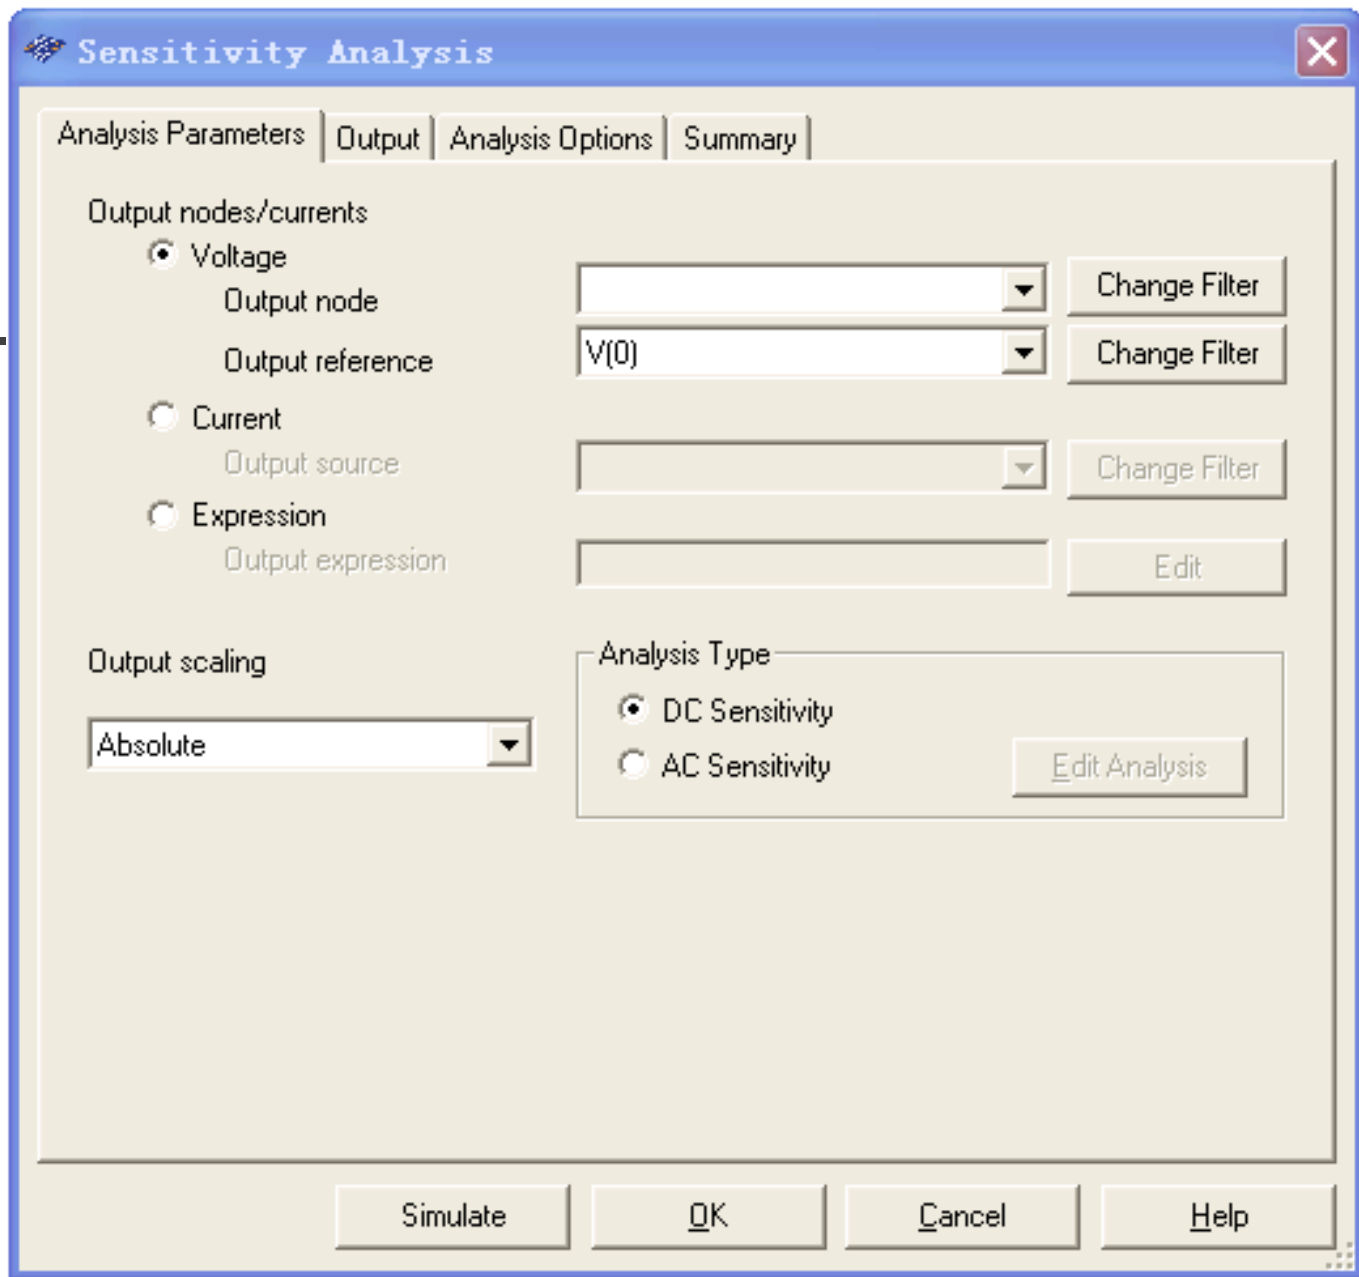 Sensitivity Analysis
Analysis Parameters Output Analysis Options Summary
Output nodes/currents
Voltage
Output node Change Filter
Output reference V(0) Change Filter
Current
Output source Change Filter
Expression
Output expression Edit
Output scaling
Absolute
Analysis Type
DC Sensitivity
AC Sensitivity Edit Analysis
Simulate OK Cancel Help